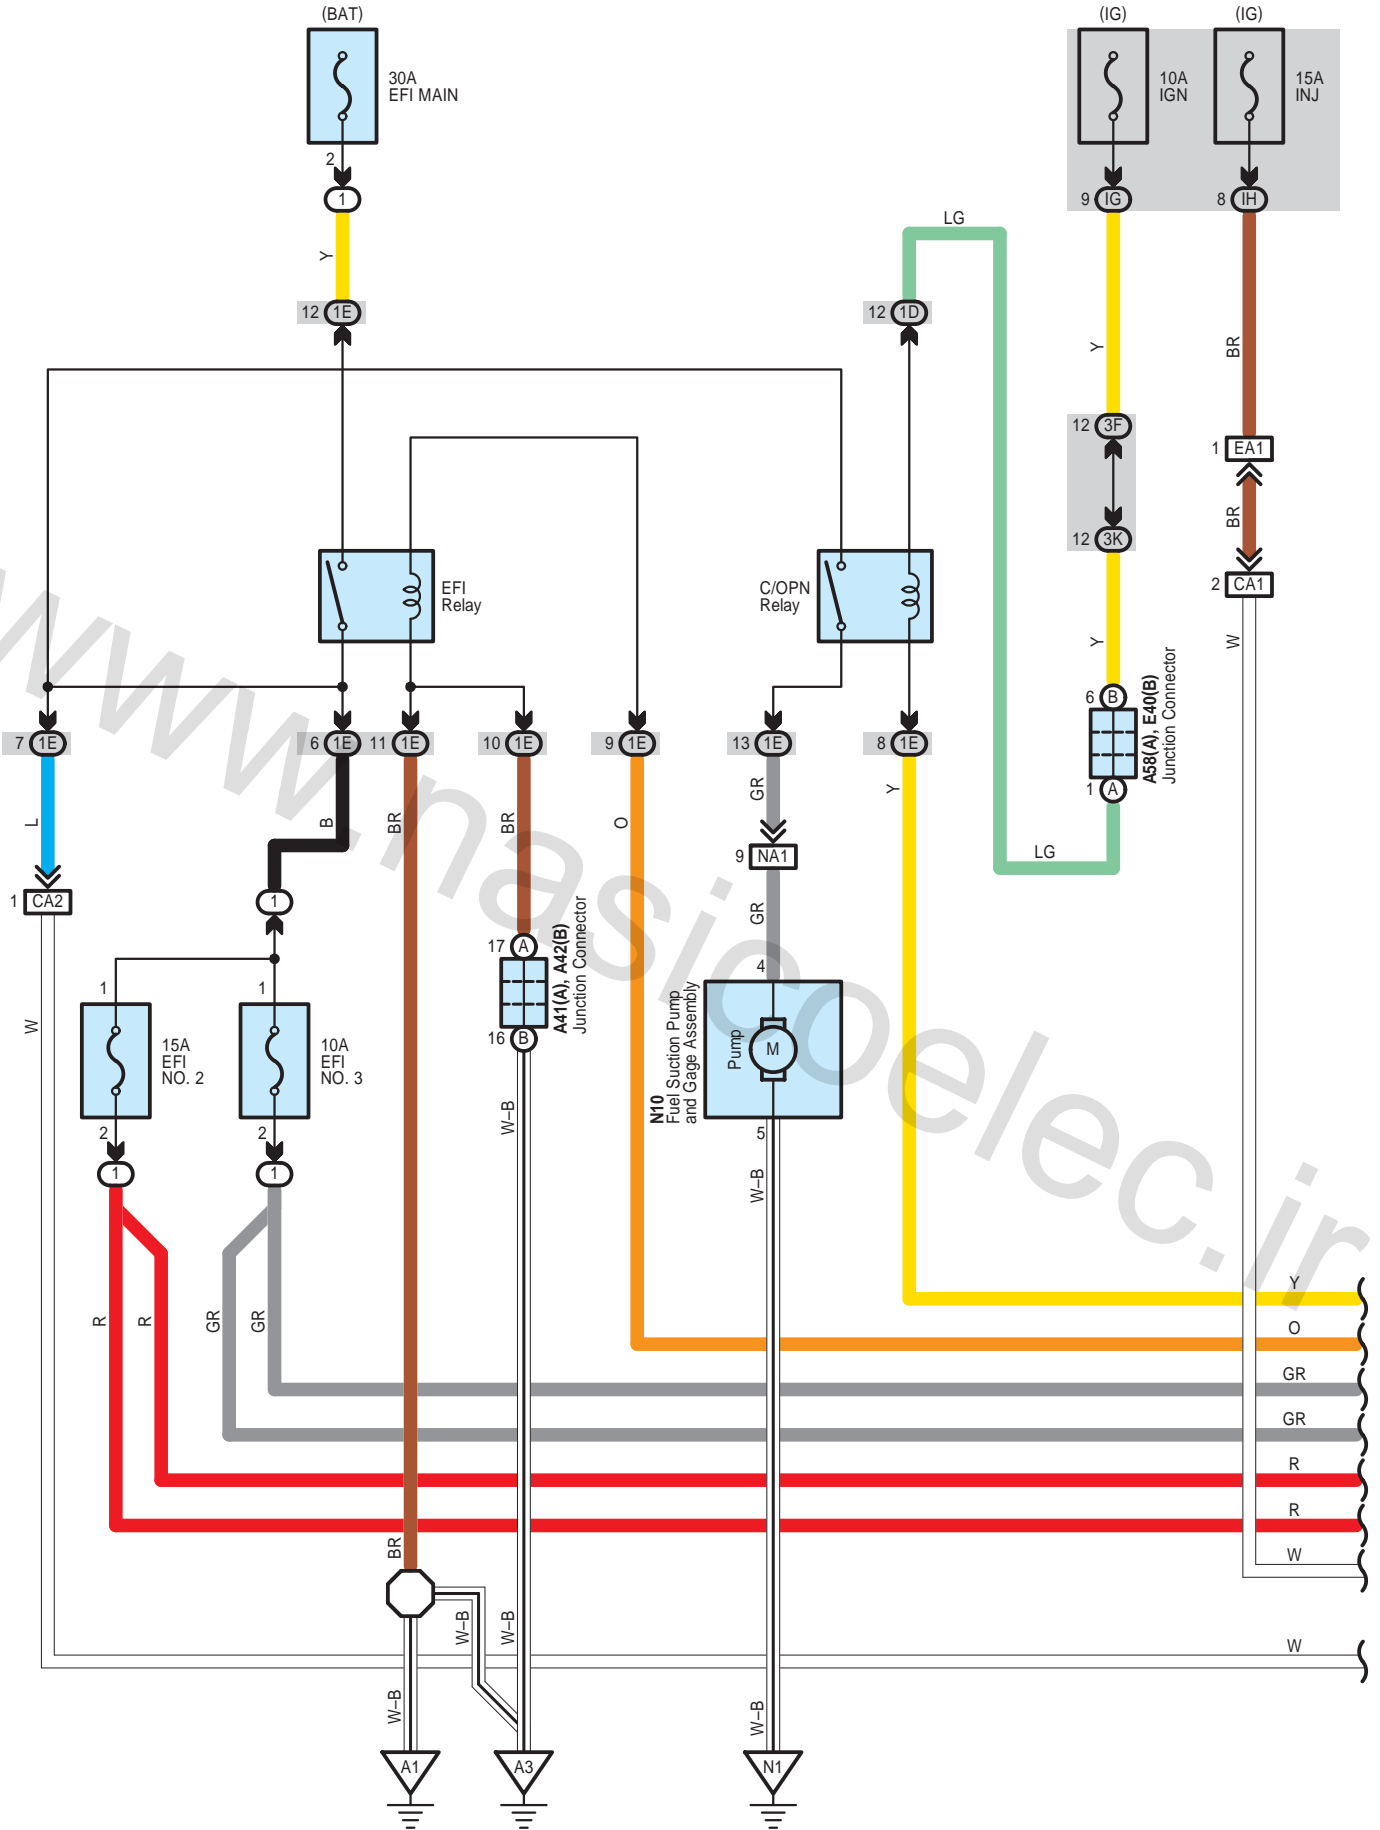 (BAT)
(IG)
(IG)
30A
EFI MAIN
10A
IGN
15A
INJ
2
1
9 IG
8 IH
LG
Y
12 1E
12 1D
Y
BR
12 3F
1 EA1
BR
12 3K
2 CA1
EFI
Relay
C/OPN
Relay
Y
W
6 B
A58(A), E40(B)
Junction Connector
1 A
7 1E
6 1E
11 1E
10 1E
9 1E
13 1E
8 1E
GR
Y
L
B
BR
BR
O
LG
9 NA1
1 CA2
1
GR
17 A
A41(A), A42(B)
Junction Connector
16 B
4
N10
Fuel Suction Pump
and Gage Assembly
Pump
M
5
1
1
W
15A
EFI
NO. 2
10A
EFI
NO. 3
2
2
1
1
W–B
W–B
R
R
GR
GR
Y
O
GR
GR
R
R
BR
W
W–B
W–B
W
W–B
W–B
A1
A3
N1
www.nasicoelec.ir